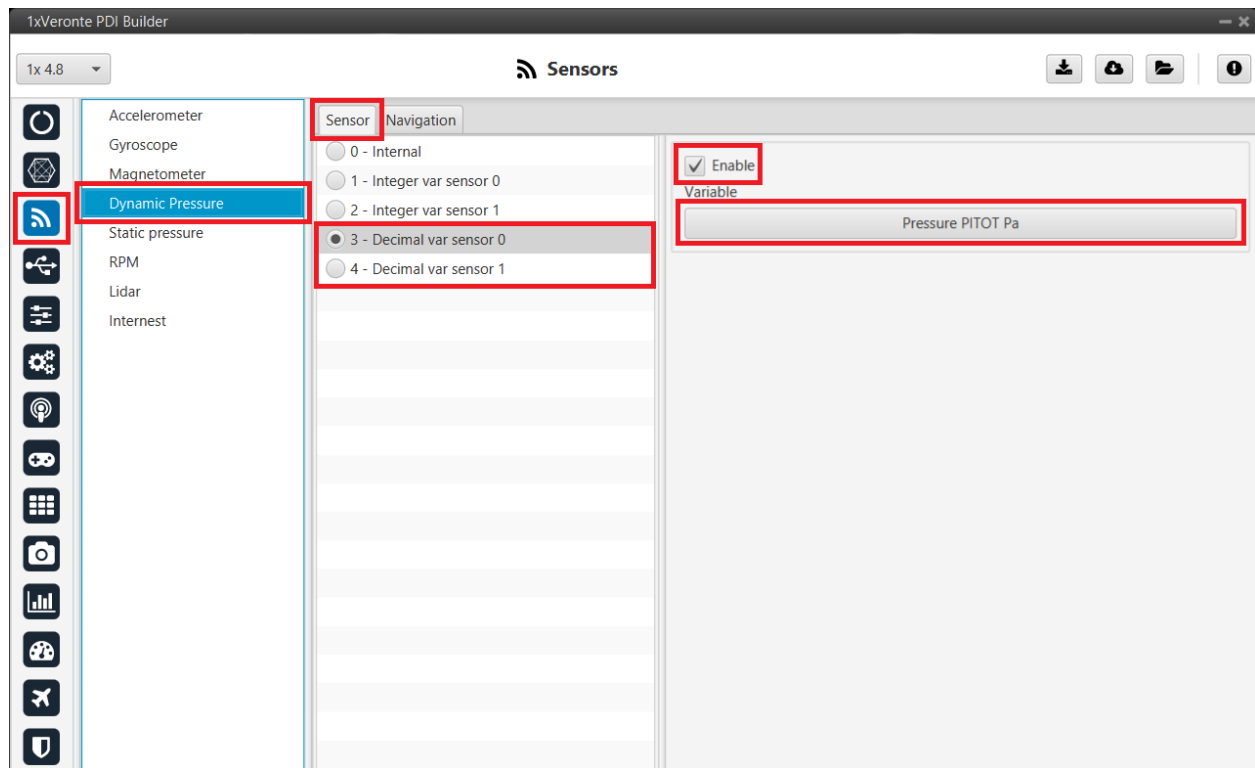 1xVeronte PDI Builder
1x 4.8
Sensors
Accelerometer
Gyroscope
Magnetometer
Dynamic Pressure
Static pressure
RPM
Lidar
Internest
Sensor
Navigation
0 - Internal
1 - Integer var sensor 0
2 - Integer var sensor 1
3 - Decimal var sensor 0
4 - Decimal var sensor 1
Enable
Variable
Pressure PITOT Pa